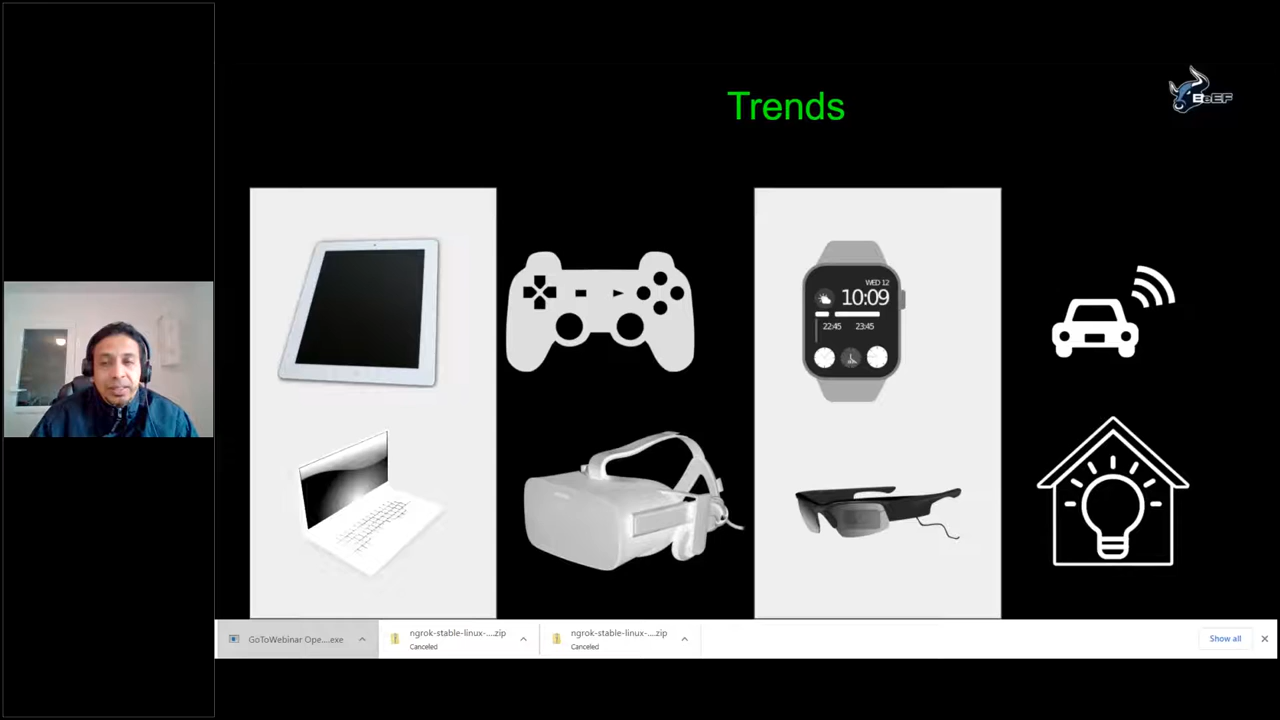 Trends
BeEF
WED 12
10:09
22:45 23:45
GoToWebinar Ope....exe
ngrok-stable-linux-....zip
Canceled
ngrok-stable-linux-....zip
Canceled
Show all